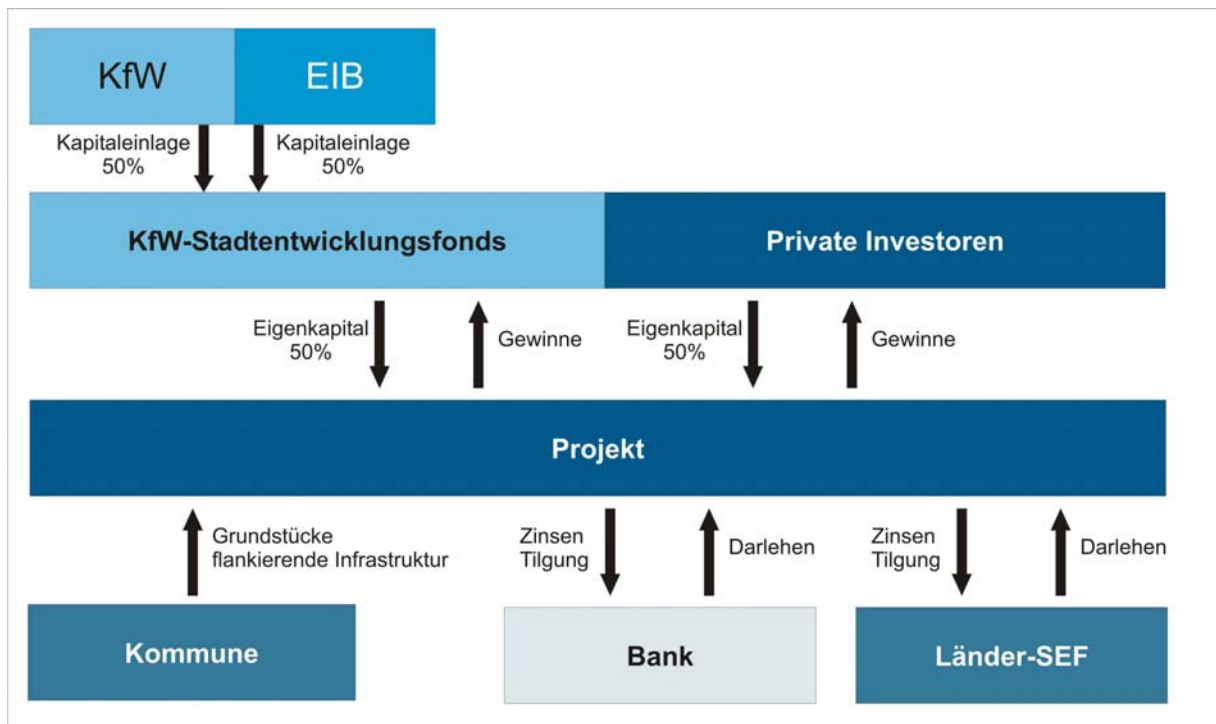 KfW
EIB
Kapitaleinlage
50%
Kapitaleinlage
50%
KfW-Stadtentwicklungsfonds
Private Investoren
Eigenkapital
50%
Gewinne
Eigenkapital
50%
Gewinne
Projekt
Grundstücke
flankierende Infrastruktur
Zinsen
Tilgung
Darlehen
Zinsen
Tilgung
Darlehen
Kommune
Bank
Länder-SEF